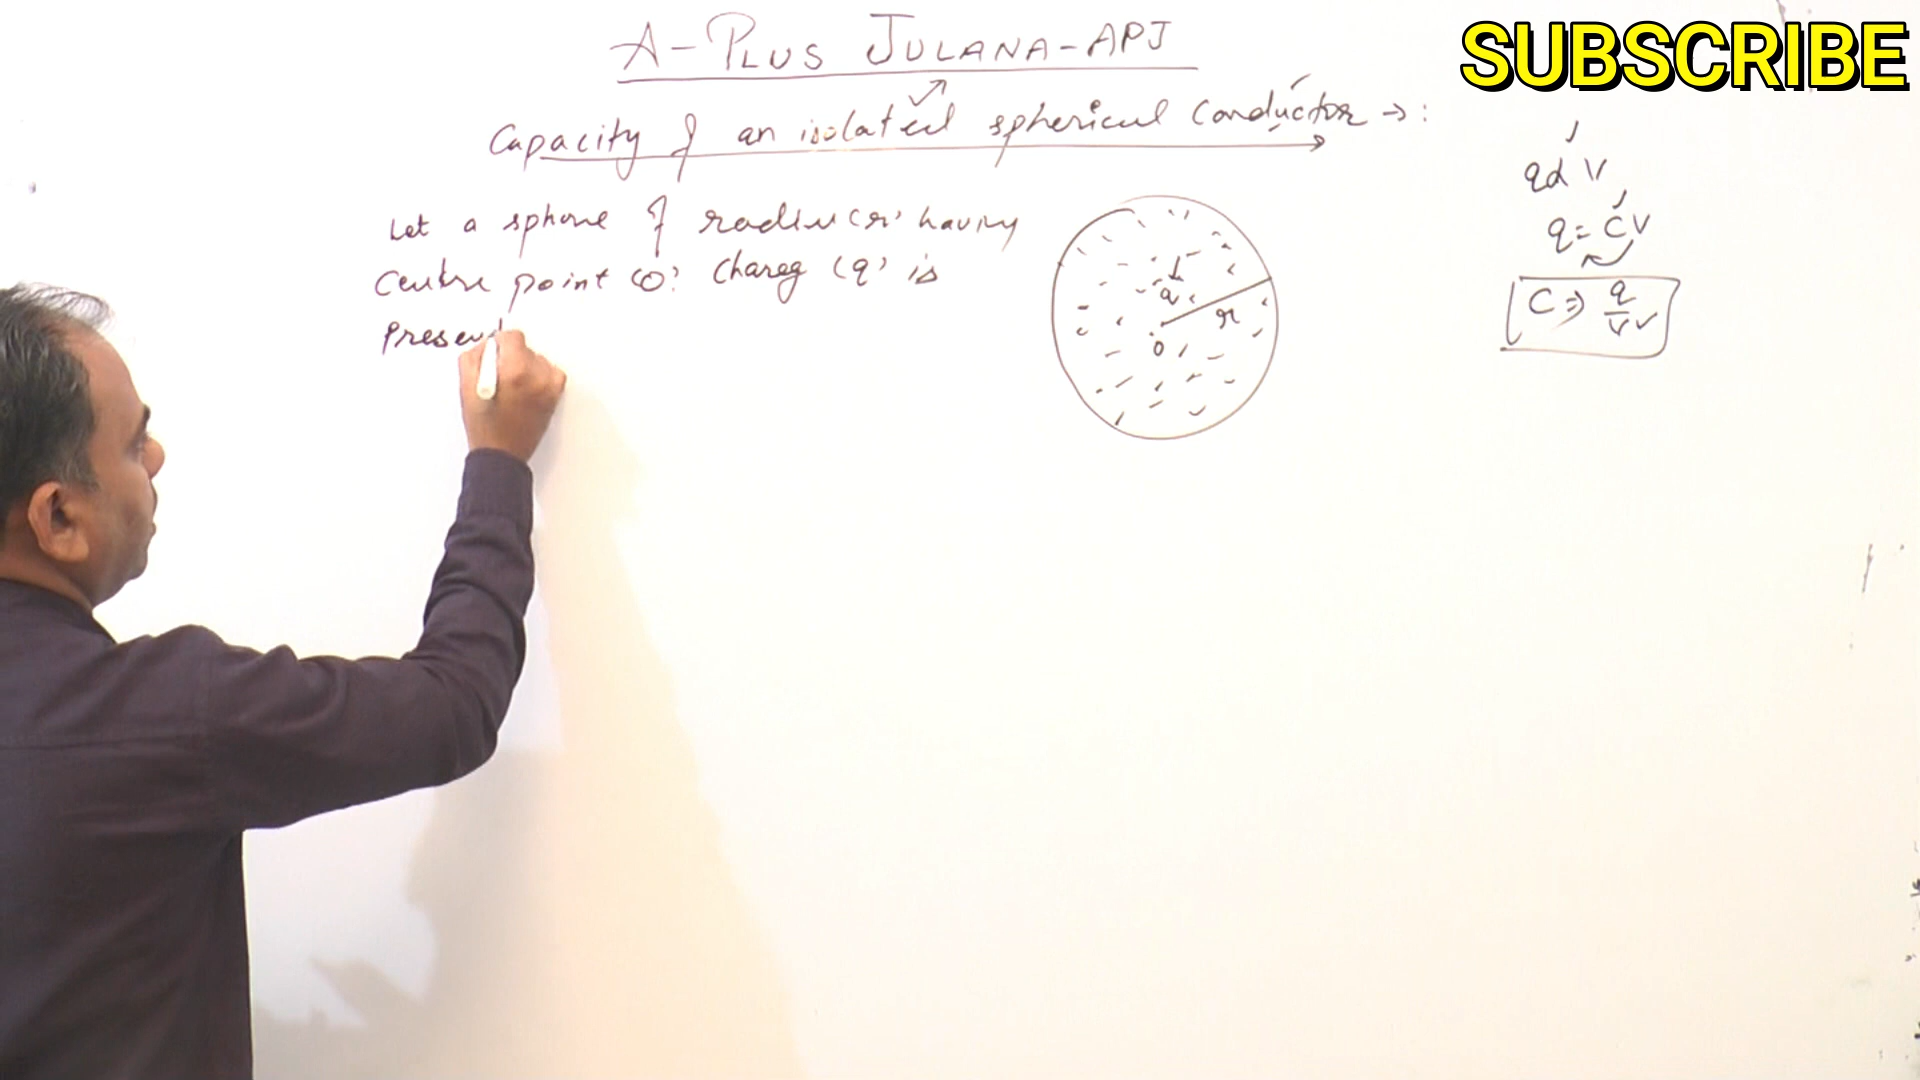 A-PLUS JULANA-APJ
SUBSCRIBE
Capacity of an isolated spherical conductor →:
Let a sphere of radius 'r' having
centre point 'O'. Chareg 'q' is
Present
q
r
O
q α V
q = CV
C ⇒ q/V